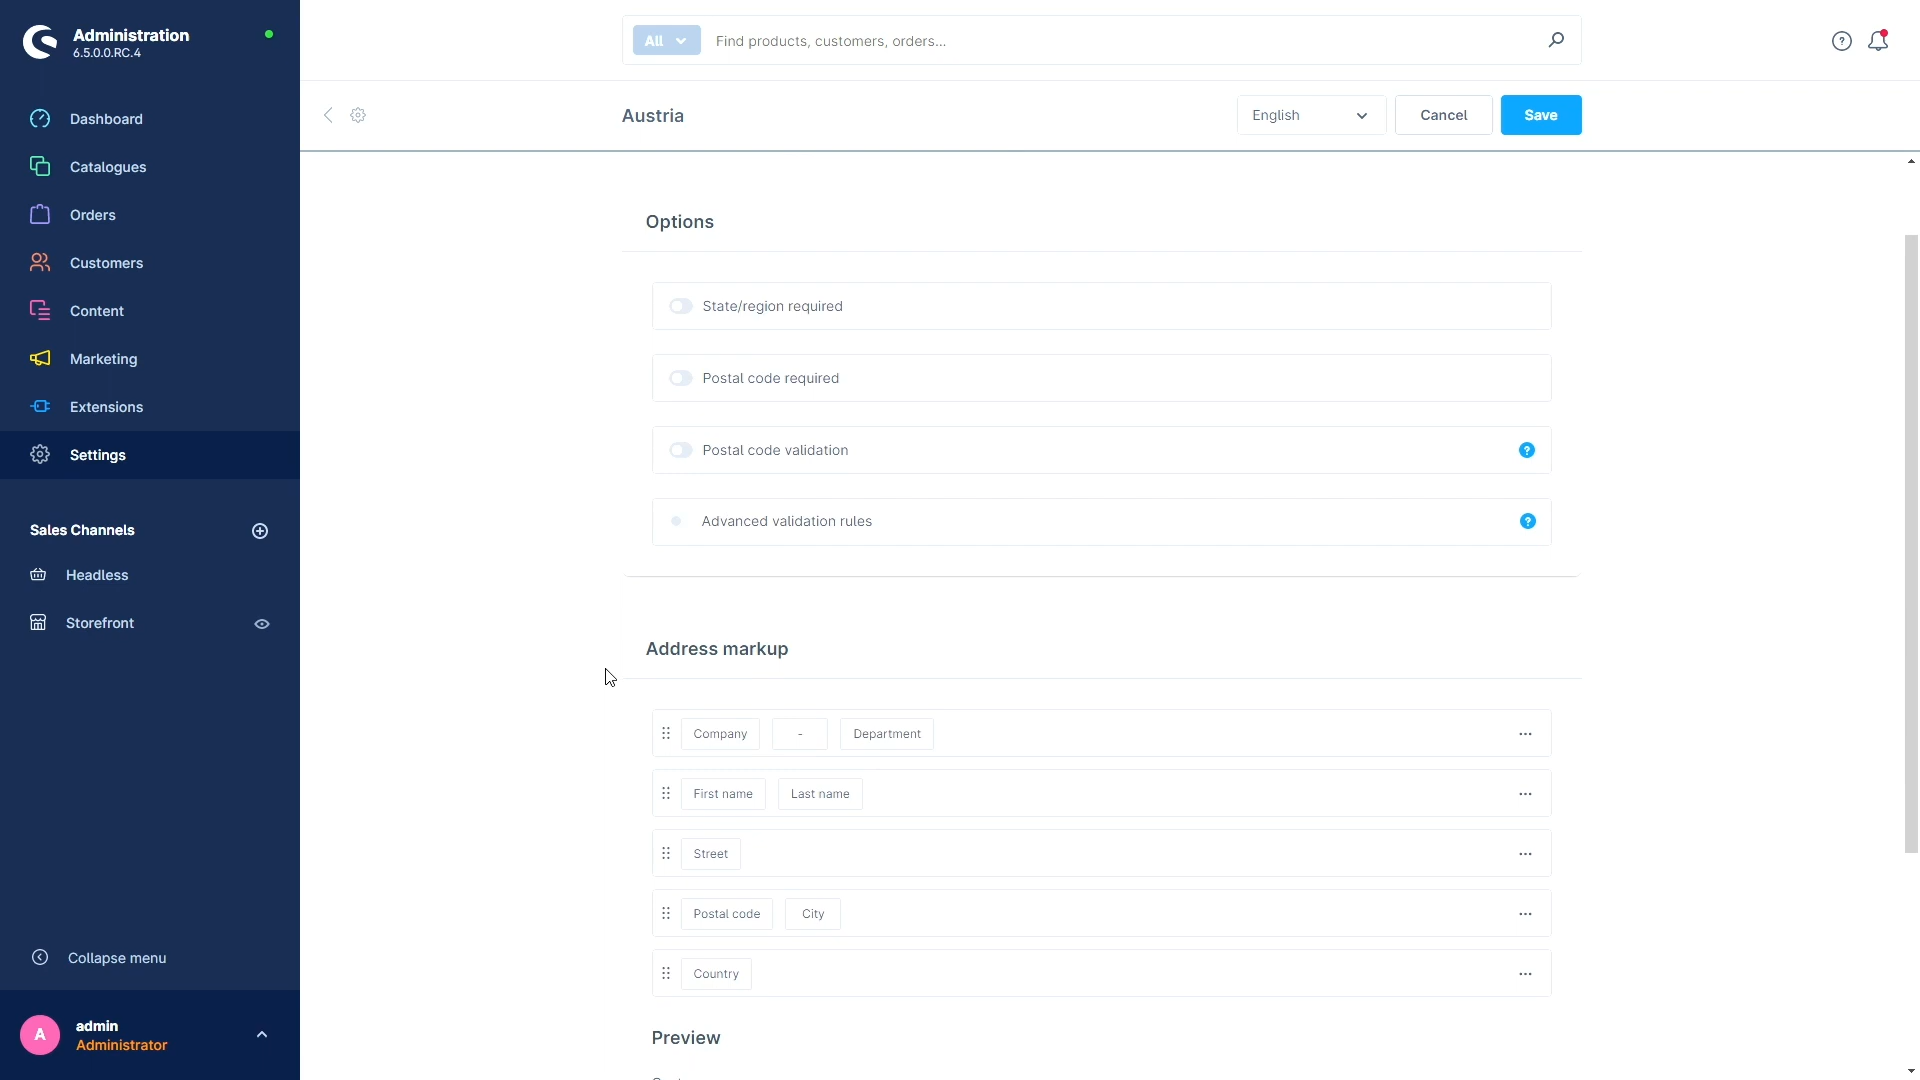 Administration
6.5.0.0.RC.4
All
Find products, customers, orders...
Dashboard
Catalogues
Orders
Customers
Content
Marketing
Extensions
Settings
Sales Channels
Headless
Storefront
Collapse menu
A
admin
Administrator
Austria
English
Cancel
Save
Options
State/region required
Postal code required
Postal code validation
Advanced validation rules
Address markup
Company - Department
First name Last name
Street
Postal code City
Country
Preview